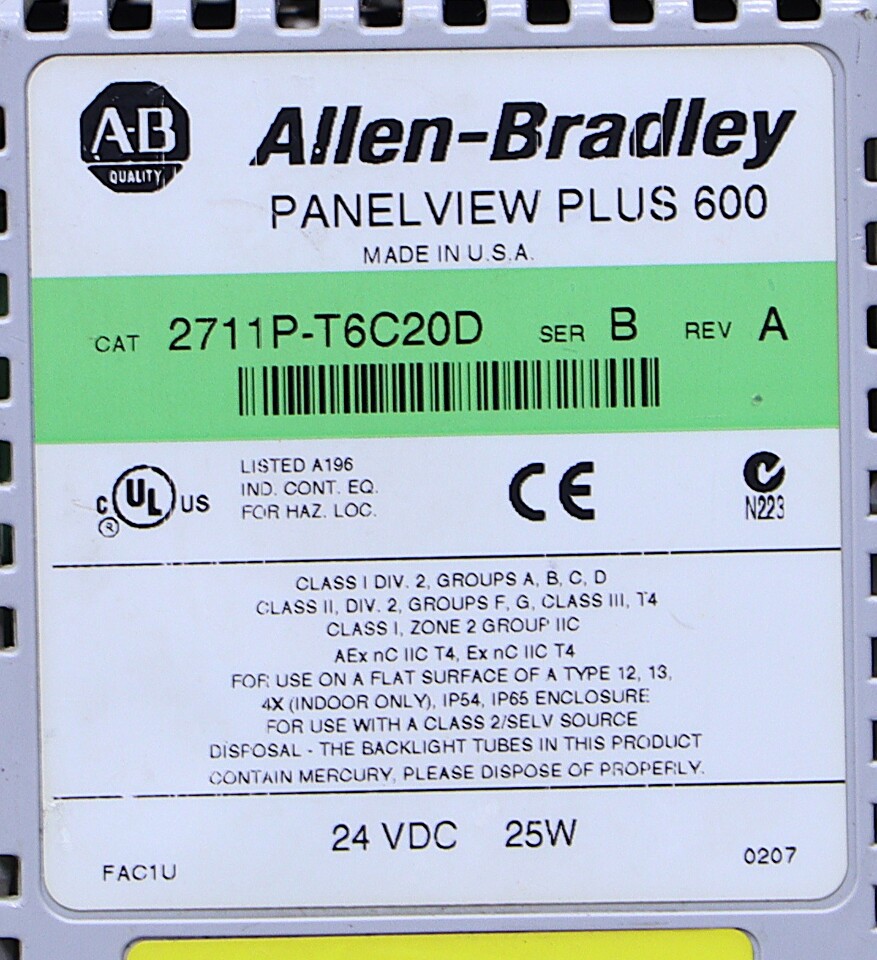 A-B
QUALITY
Allen-Bradley
PANELVIEW PLUS 600
MADE IN U.S.A.
CAT 2711P-T6C20D SER B REV A
C UL US
®
LISTED A196
IND. CONT. EQ.
FOR HAZ. LOC.
CE
N223
CLASS I DIV. 2, GROUPS A, B, C, D
CLASS II, DIV. 2, GROUPS F, G, CLASS III, T4
CLASS I, ZONE 2 GROUP IIC
AEx nC IIC T4, Ex nC IIC T4
FOR USE ON A FLAT SURFACE OF A TYPE 12, 13,
4X (INDOOR ONLY), IP54, IP65 ENCLOSURE
FOR USE WITH A CLASS 2/SELV SOURCE
DISPOSAL - THE BACKLIGHT TUBES IN THIS PRODUCT
CONTAIN MERCURY, PLEASE DISPOSE OF PROPERLY.
24 VDC 25W
FAC1U
0207